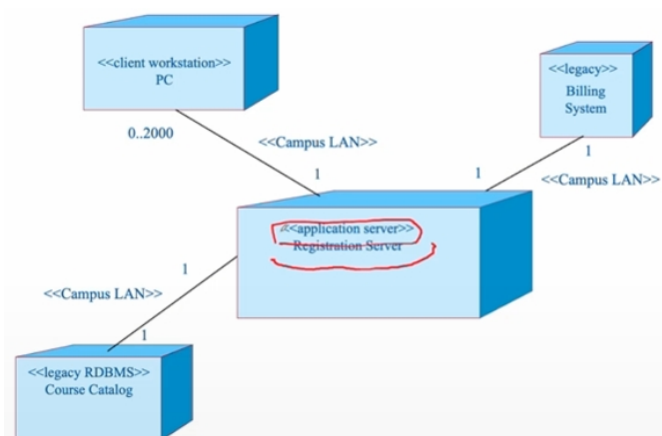 <<client workstation>>
PC
<<legacy>>
Billing
System
0..2000
<<Campus LAN>>
1
1
1
<<Campus LAN>>
<<application server>>
Registration Server
1
<<Campus LAN>>
1
<<legacy RDBMS>>
Course Catalog